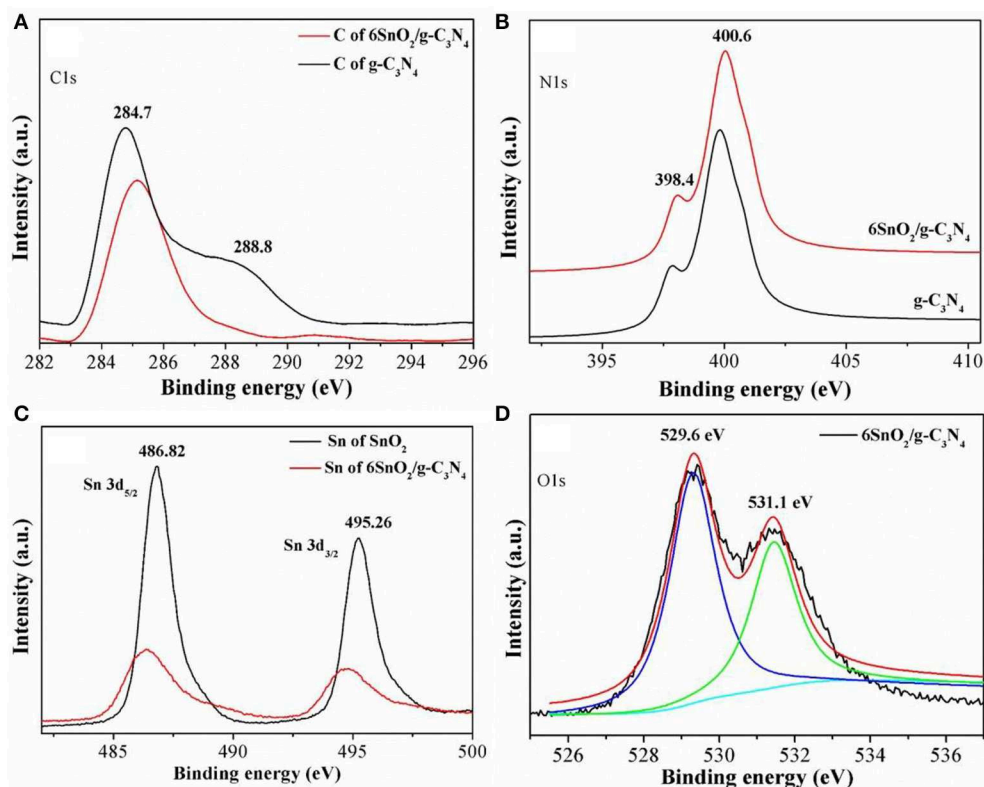 A
C of 6SnO₂/g-C₃N₄
C of g-C₃N₄
C1s
284.7
288.8
Intensity (a.u.)
282 284 286 288 290 292 294 296
Binding energy (eV)
B
400.6
N1s
398.4
6SnO₂/g-C₃N₄
g-C₃N₄
Intensity (a.u.)
395 400 405 410
Binding energy (eV)
C
Sn of SnO₂
Sn of 6SnO₂/g-C₃N₄
486.82
Sn 3d₅/₂
495.26
Sn 3d₃/₂
Intensity (a.u.)
485 490 495 500
Binding energy (eV)
D
529.6 eV
6SnO₂/g-C₃N₄
O1s
531.1 eV
Intensity (a.u.)
526 528 530 532 534 536
Binding energy (eV)